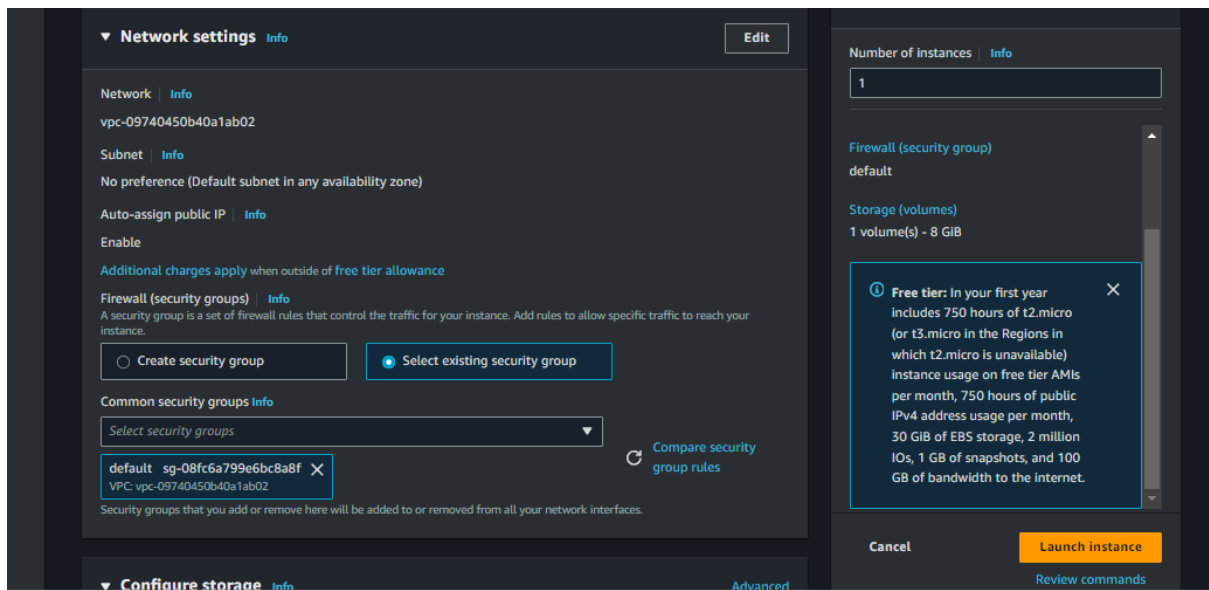 Network settings Info
Edit
Network Info
vpc-09740450b40a1ab02
Subnet Info
No preference (Default subnet in any availability zone)
Auto-assign public IP Info
Enable
Additional charges apply when outside of free tier allowance
Firewall (security groups) Info
A security group is a set of firewall rules that control the traffic for your instance. Add rules to allow specific traffic to reach your
instance.
Create security group
Select existing security group
Common security groups Info
Select security groups
Compare security
group rules
default sg-08fc6a799e6bc8a8f
VPC: vpc-09740450b40a1ab02
Security groups that you add or remove here will be added to or removed from all your network interfaces.
Configure storage Info
Advanced
Number of instances Info
1
Firewall (security group)
default
Storage (volumes)
1 volume(s) - 8 GiB
Free tier: In your first year
includes 750 hours of t2.micro
(or t3.micro in the Regions in
which t2.micro is unavailable)
instance usage on free tier AMIs
per month, 750 hours of public
IPv4 address usage per month,
30 GiB of EBS storage, 2 million
IOs, 1 GB of snapshots, and 100
GB of bandwidth to the internet.
Cancel
Launch instance
Review commands